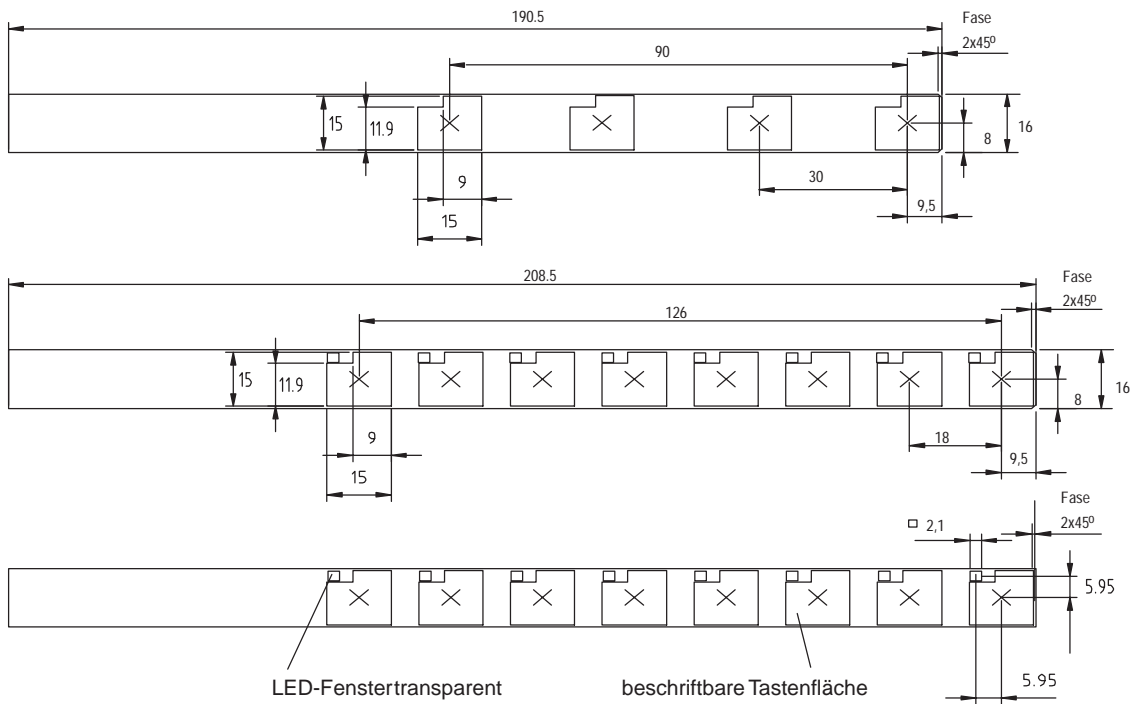 190.5
Fase
2x45º
90
15
11.9
8
16
9
30
15
9,5
208.5
Fase
2x45º
126
15
11.9
8
16
9
18
15
9,5
Fase
2,1
2x45º
5.95
LED-Fenstertransparent
beschriftbare Tastenfläche
5.95